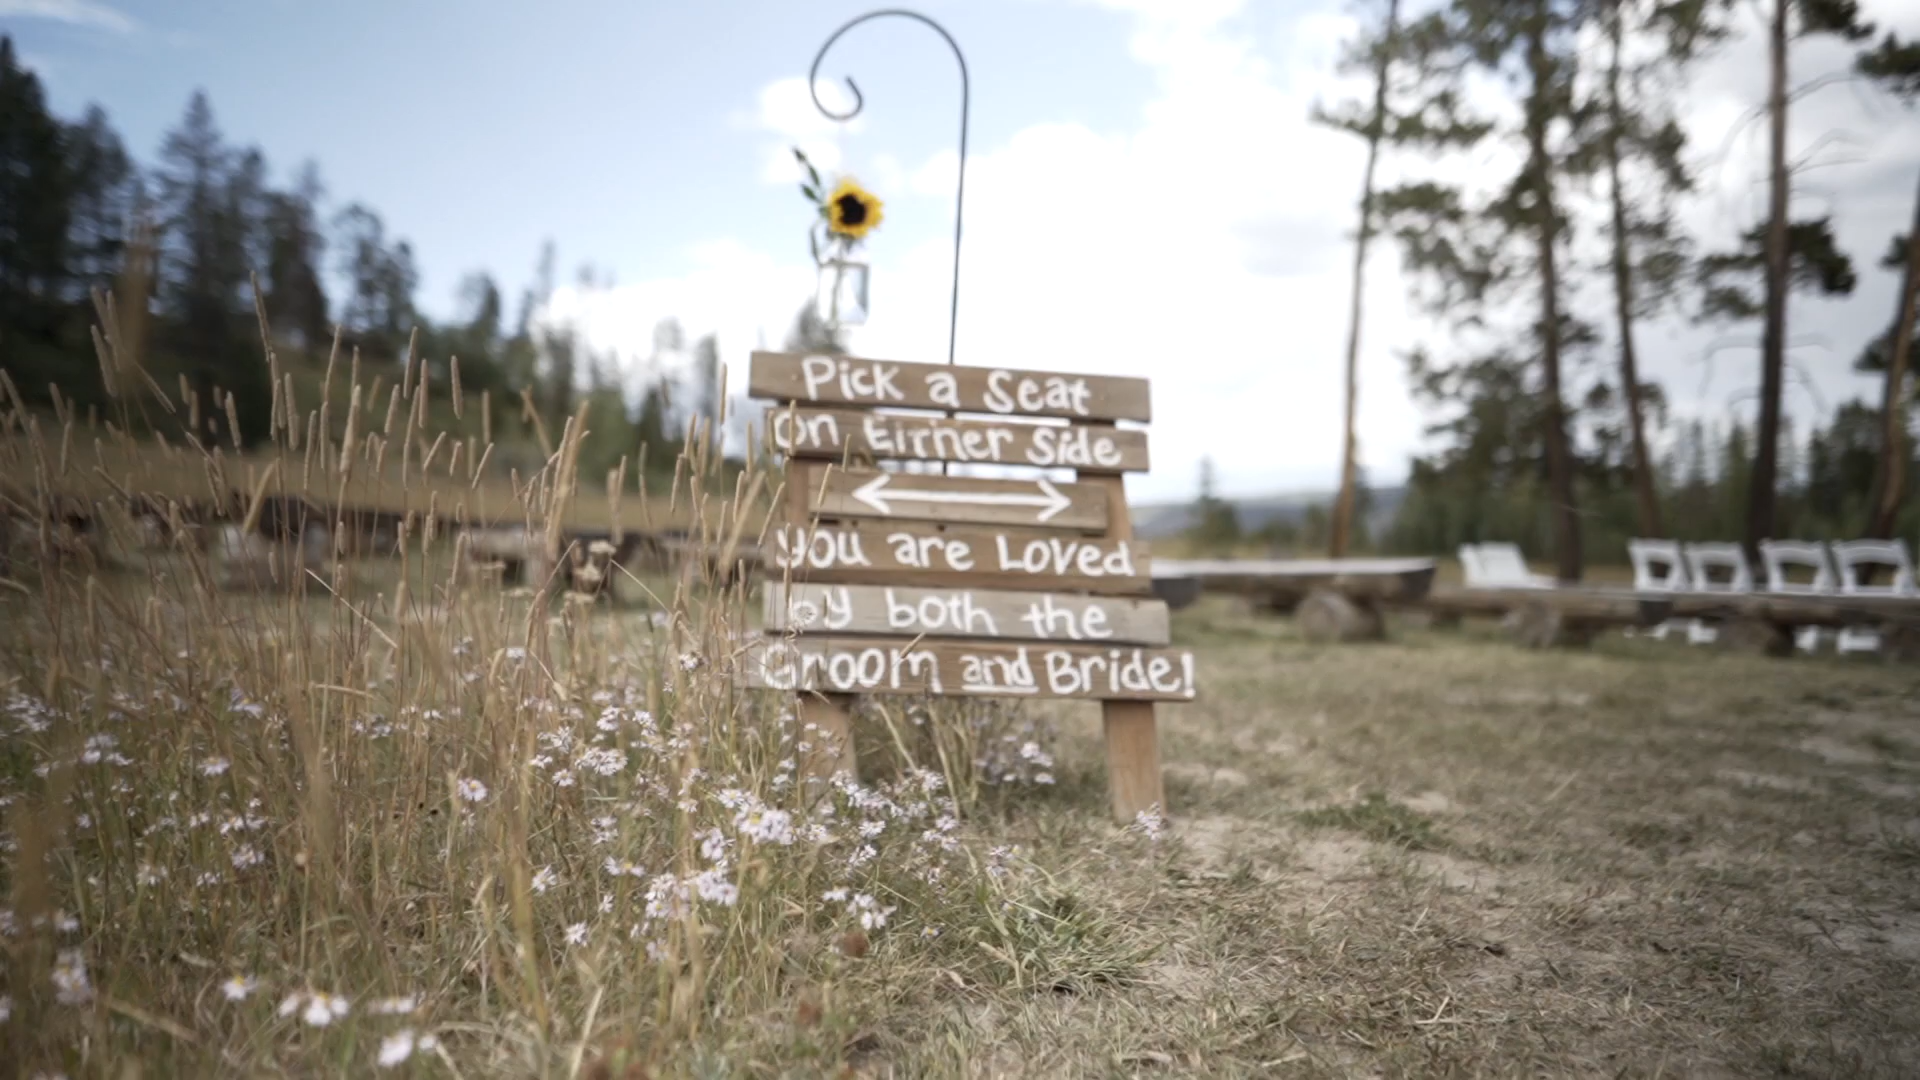 Pick a Seat
On Either Side
You are Loved
by both the
Groom and Bride!